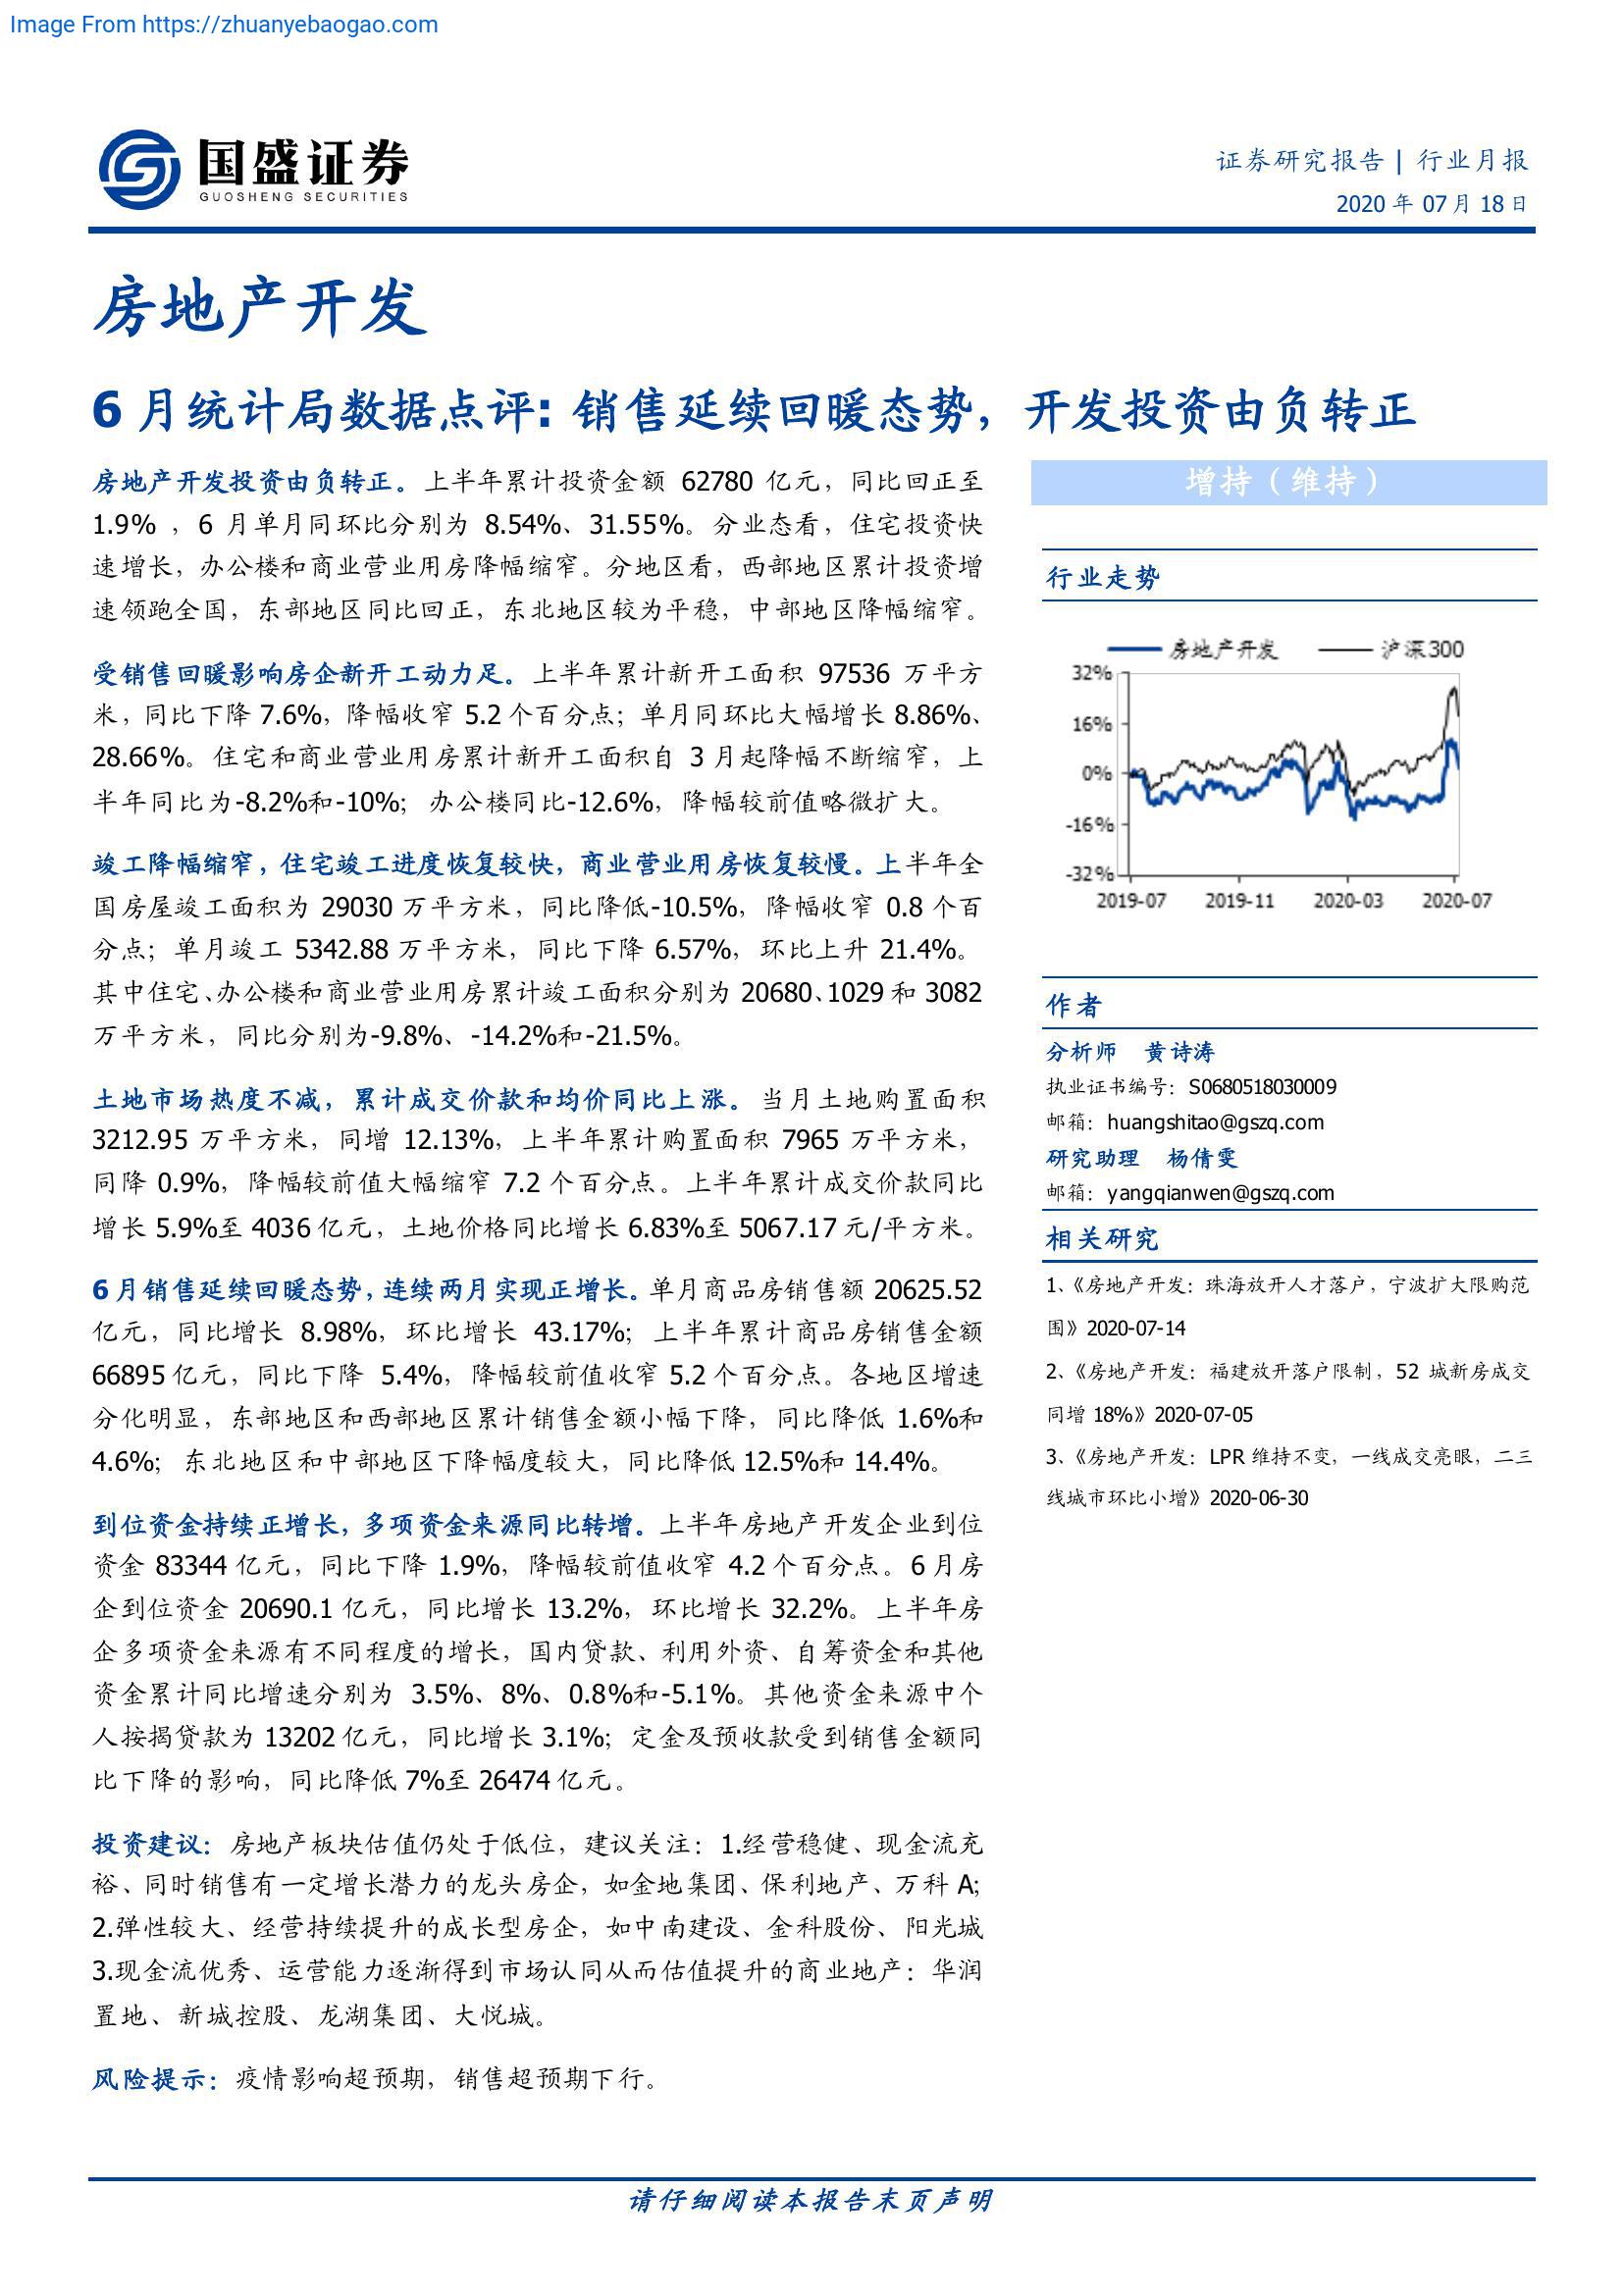 Image From https://zhuanyebaogao.com
国盛证券
GUOSHENG SECURITIES
证券研究报告 | 行业月报
2020 年 07月 18 日
房地产开发
6 月统计局数据点评：销售延续回暖态势，开发投资由负转正
房地产开发投资由负转正。上半年累计投资金额 62780 亿元，同比回正至
1.9% ，6 月单月同环比分别为 8.54%、31.55%。分业态看，住宅投资快
速增长，办公楼和商业营业用房降幅缩窄。分地区看，西部地区累计投资增
速领跑全国，东部地区同比回正，东北地区较为平稳，中部地区降幅缩窄。
受销售回暖影响房企新开工动力足。上半年累计新开工面积 97536 万平方
米，同比下降 7.6%，降幅收窄 5.2 个百分点；单月同环比大幅增长 8.86%、
28.66%。住宅和商业营业用房累计新开工面积自 3 月起降幅不断缩窄，上
半年同比为-8.2%和-10%；办公楼同比-12.6%，降幅较前值略微扩大。
竣工降幅缩窄，住宅竣工进度恢复较快，商业营业用房恢复较慢。上半年全
国房屋竣工面积为 29030 万平方米，同比降低-10.5%，降幅收窄 0.8 个百
分点；单月竣工 5342.88 万平方米，同比下降 6.57%，环比上升 21.4%。
其中住宅、办公楼和商业营业用房累计竣工面积分别为 20680、1029 和 3082
万平方米，同比分别为-9.8%、-14.2%和-21.5%。
土地市场热度不减，累计成交价款和均价同比上涨。当月土地购置面积
3212.95 万平方米，同增 12.13%，上半年累计购置面积 7965 万平方米，
同降 0.9%，降幅较前值大幅缩窄 7.2 个百分点。上半年累计成交价款同比
增长 5.9%至 4036 亿元，土地价格同比增长 6.83%至 5067.17 元/平方米。
6 月销售延续回暖态势，连续两月实现正增长。单月商品房销售额 20625.52
亿元，同比增长 8.98%，环比增长 43.17%；上半年累计商品房销售金额
66895 亿元，同比下降 5.4%，降幅较前值收窄 5.2 个百分点。各地区增速
分化明显，东部地区和西部地区累计销售金额小幅下降，同比降低 1.6%和
4.6%；东北地区和中部地区下降幅度较大，同比降低 12.5%和 14.4%。
到位资金持续正增长，多项资金来源同比转增。上半年房地产开发企业到位
资金 83344 亿元，同比下降 1.9%，降幅较前值收窄 4.2 个百分点。6 月房
企到位资金 20690.1 亿元，同比增长 13.2%，环比增长 32.2%。上半年房
企多项资金来源有不同程度的增长，国内贷款、利用外资、自筹资金和其他
资金累计同比增速分别为 3.5%、8%、0.8%和-5.1%。其他资金来源中个
人按揭贷款为 13202 亿元，同比增长 3.1%；定金及预收款受到销售金额同
比下降的影响，同比降低 7%至 26474 亿元。
投资建议：房地产板块估值仍处于低位，建议关注：1.经营稳健、现金流充
裕、同时销售有一定增长潜力的龙头房企，如金地集团、保利地产、万科 A;
2.弹性较大、经营持续提升的成长型房企，如中南建设、金科股份、阳光城
3.现金流优秀、运营能力逐渐得到市场认同从而估值提升的商业地产：华润
置地、新城控股、龙湖集团、大悦城。
风险提示：疫情影响超预期，销售超预期下行。
增持（维持）
行业走势
房地产开发 沪深300
32%
16%
0%
-16%
-32%
2019-07 2019-11 2020-03 2020-07
作者
分析师 黄诗涛
执业证书编号：S0680518030009
邮箱：huangshitao@gszq.com
研究助理 杨倩雯
邮箱：yangqianwen@gszq.com
相关研究
1、《房地产开发：珠海放开人才落户，宁波扩大限购范
围》2020-07-14
2、《房地产开发：福建放开落户限制，52 城新房成交
同增 18%》2020-07-05
3、《房地产开发：LPR 维持不变，一线成交亮眼，二三
线城市环比小增》2020-06-30
请仔细阅读本报告末页声明